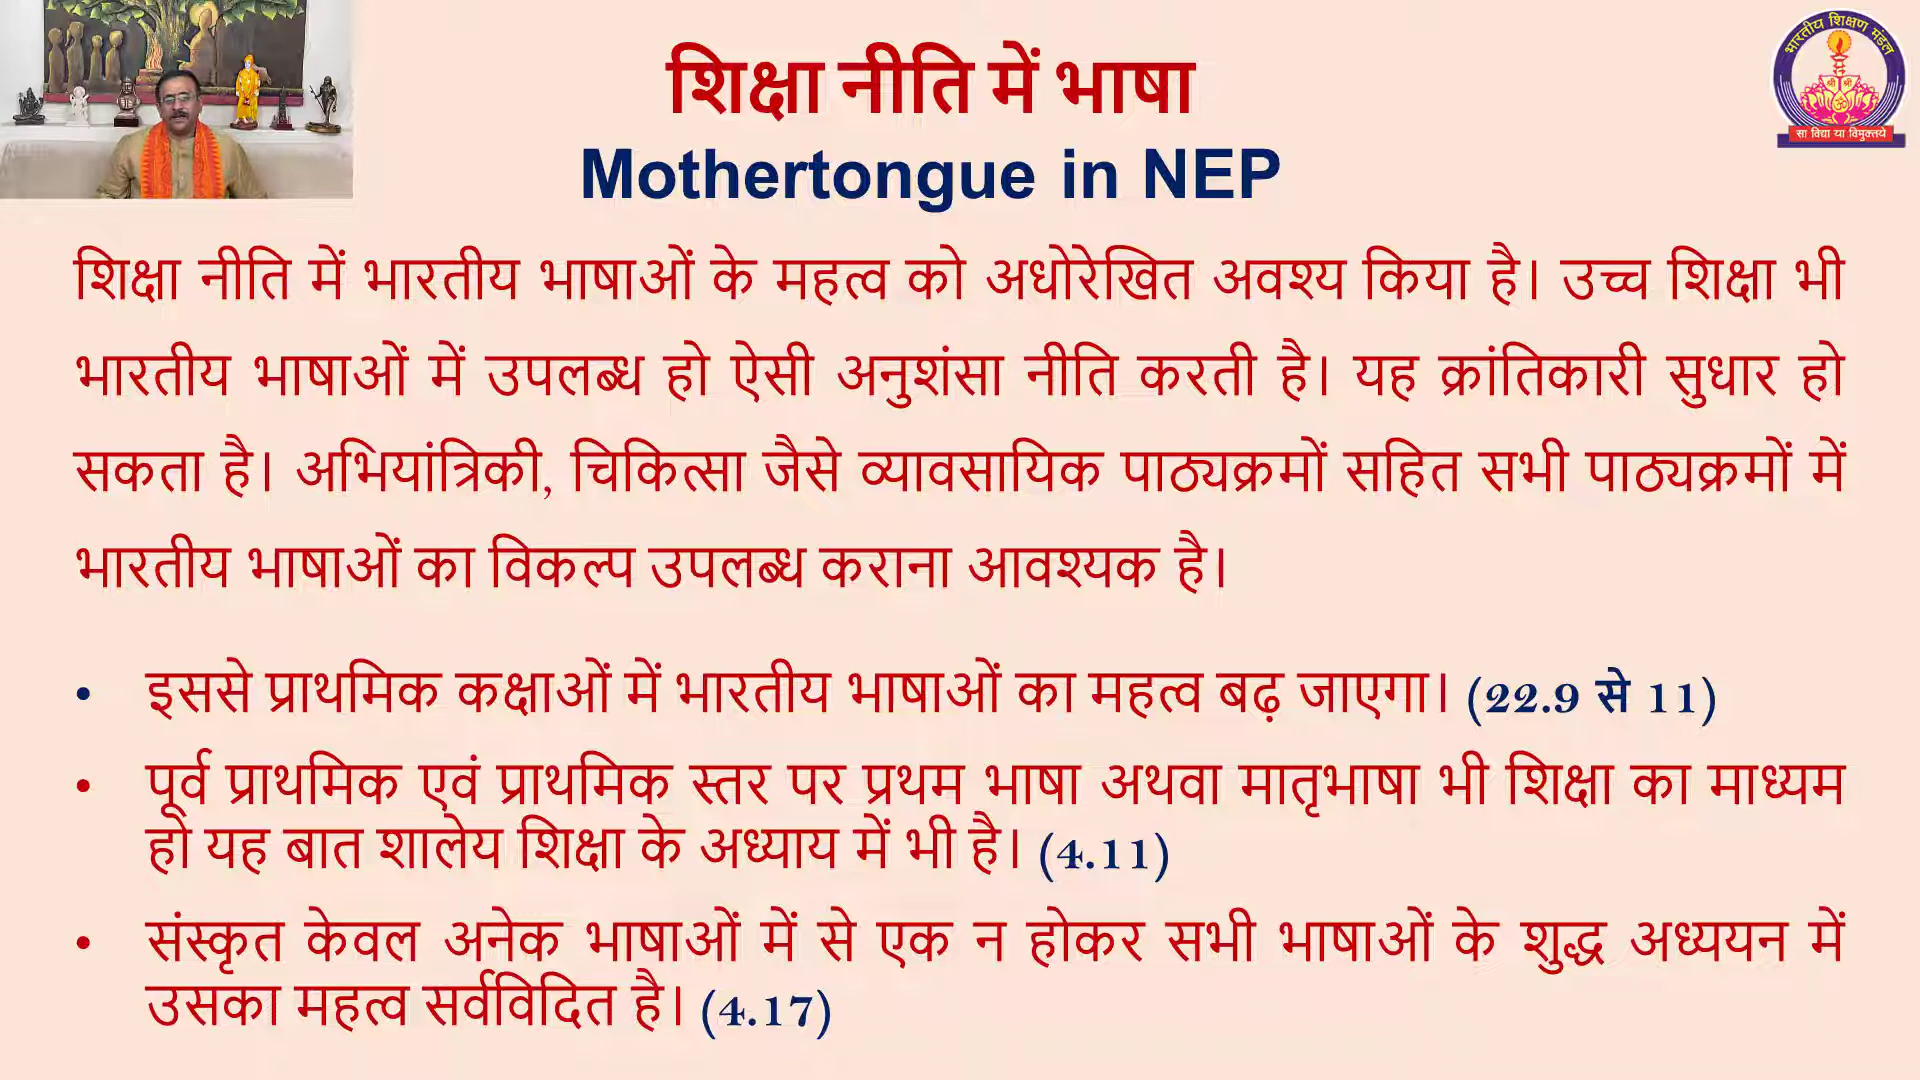 शिक्षा नीति में भाषा
Mothertongue in NEP
भारतीय शिक्षण मंडल
सा विद्या या विमुक्तये
शिक्षा नीति में भारतीय भाषाओं के महत्व को अधोरेखित अवश्य किया है। उच्च शिक्षा भी
भारतीय भाषाओं में उपलब्ध हो ऐसी अनुशंसा नीति करती है। यह क्रांतिकारी सुधार हो
सकता है। अभियांत्रिकी, चिकित्सा जैसे व्यावसायिक पाठ्यक्रमों सहित सभी पाठ्यक्रमों में
भारतीय भाषाओं का विकल्प उपलब्ध कराना आवश्यक है।
• इससे प्राथमिक कक्षाओं में भारतीय भाषाओं का महत्व बढ़ जाएगा। (22.9 से 11)
• पूर्व प्राथमिक एवं प्राथमिक स्तर पर प्रथम भाषा अथवा मातृभाषा भी शिक्षा का माध्यम
हो यह बात शालेय शिक्षा के अध्याय में भी है। (4.11)
• संस्कृत केवल अनेक भाषाओं में से एक न होकर सभी भाषाओं के शुद्ध अध्ययन में
उसका महत्व सर्वविदित है। (4.17)